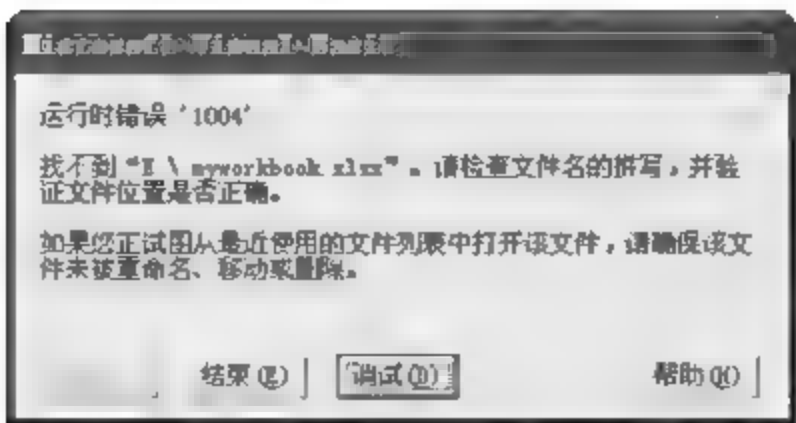 运行时错误 '1004'
找不到 "E \ myworkbook xlsx"。请检查文件名的拼写，并验
证文件位置是否正确。
如果您正试图从最近使用的文件列表中打开该文件，请确保该文
件未被重命名、移动或删除。
结束(E)
调试(D)
帮助(H)